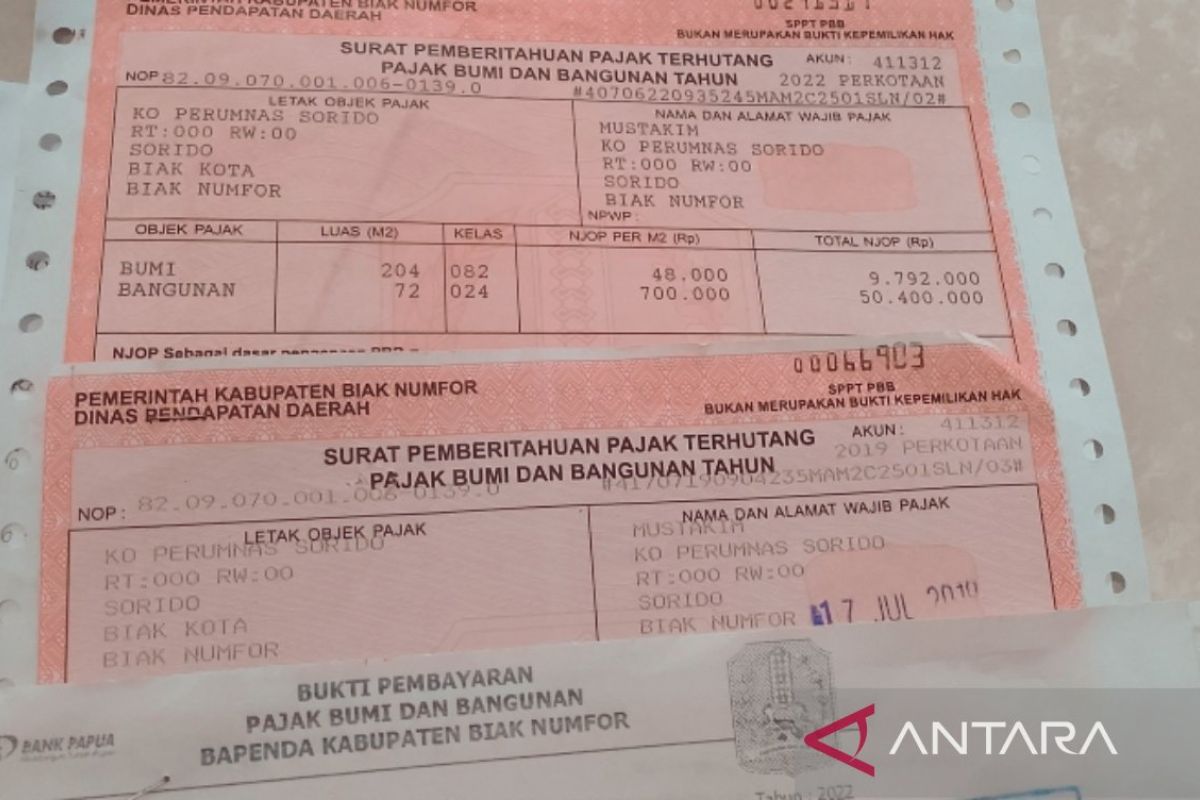 PEMERINTAH KABUPATEN BIAK NUMFOR
DINAS PENDAPATAN DAERAH
SPPT PBB
BUKAN MERUPAKAN BUKTI KEPEMILIKAN HAK
SURAT PEMBERITAHUAN PAJAK TERHUTANG
AKUN: 411312
PAJAK BUMI DAN BANGUNAN TAHUN 2022 PERKOTAAN
NOP 82.09.070.001.006-0139.0
#40706220935245MAM2C2501SLN/02#
LETAK OBJEK PAJAK
KO PERUMNAS SORIDO
RT:000 RW:00
SORIDO
BIAK KOTA
BIAK NUMFOR
NAMA DAN ALAMAT WAJIB PAJAK
MUSTAKIM
KO PERUMNAS SORIDO
RT:000 RW:00
SORIDO
BIAK NUMFOR
NPWP:
OBJEK PAJAK LUAS (M2) KELAS NJOP PER M2 (Rp) TOTAL NJOP (Rp)
BUMI 204 082 48.000 9.792.000
BANGUNAN 72 024 700.000 50.400.000
NJOP Sebagai dasar
00066903
PEMERINTAH KABUPATEN BIAK NUMFOR
DINAS PENDAPATAN DAERAH
SPPT PBB
BUKAN MERUPAKAN BUKTI KEPEMILIKAN HAK
SURAT PEMBERITAHUAN PAJAK TERHUTANG
AKUN: 411312
PAJAK BUMI DAN BANGUNAN TAHUN 2019 PERKOTAAN
NOP: 82.09.070.001.006-0139.0
#41707190904235MAM2C2501SLN/03#
LETAK OBJEK PAJAK
KO PERUMNAS SORIDO
RT:000 RW:00
SORIDO
BIAK KOTA
BIAK NUMFOR
NAMA DAN ALAMAT WAJIB PAJAK
MUSTAKIM
KO PERUMNAS SORIDO
RT:000 RW:00
SORIDO
BIAK NUMFOR
17 JUL 2019
BUKTI PEMBAYARAN
PAJAK BUMI DAN BANGUNAN
BAPENDA KABUPATEN BIAK NUMFOR
BANK PAPUA
Tahun : 2022
ANTARA